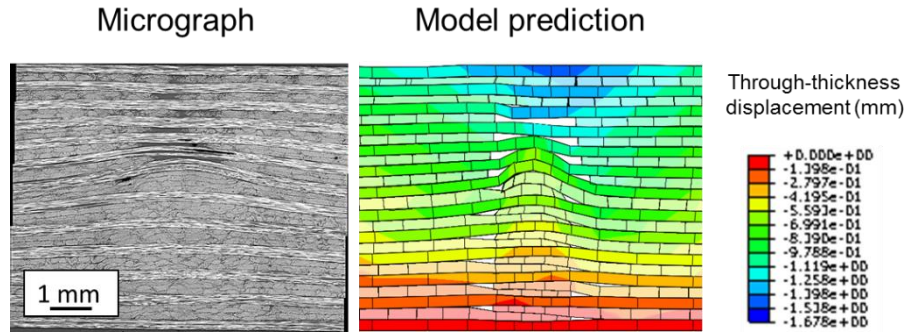 Micrograph
Model prediction
1 mm
Through-thickness
displacement (mm)
+0.000e+00
-1.398e-01
-2.797e-01
-4.195e-01
-5.593e-01
-6.991e-01
-8.390e-01
-9.788e-01
-1.119e+00
-1.258e+00
-1.398e+00
-1.538e+00
-1.678e+00